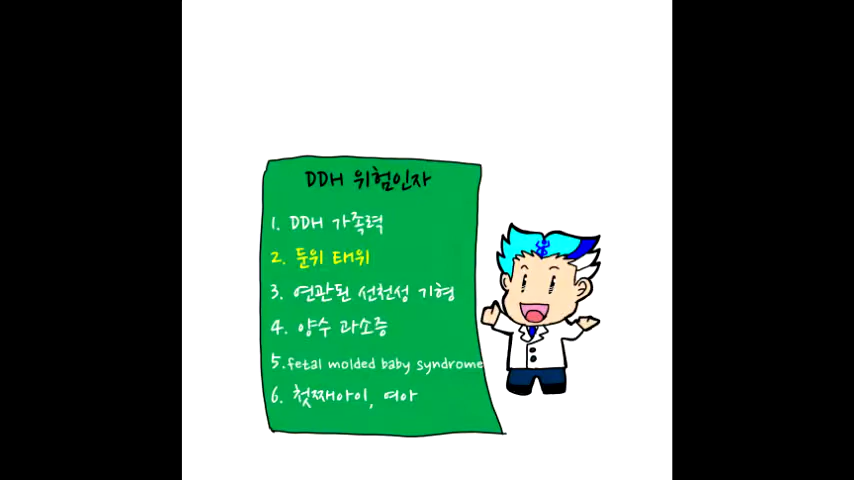 DDH 위험인자
1. DDH 가족력
2. 둔위 태위
3. 연관된 선천성 기형
4. 양수 과소증
5.fetal molded baby syndrome
6. 첫째아이, 여아